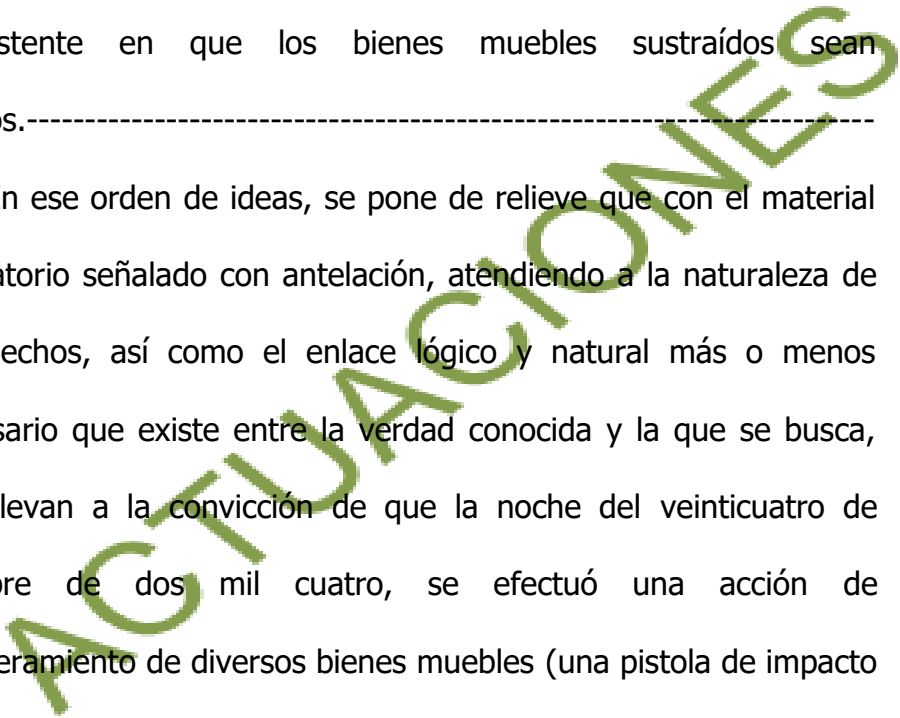 stente en que los bienes muebles sustraídos sean
os.--------------------------------------------------------------------------
n ese orden de ideas, se pone de relieve que con el material
atorio señalado con antelación, atendiendo a la naturaleza de
echos, así como el enlace lógico y natural más o menos
sario que existe entre la verdad conocida y la que se busca,
levan a la convicción de que la noche del veinticuatro de
bre de dos mil cuatro, se efectuó una acción de
eramiento de diversos bienes muebles (una pistola de impacto
ACTUACIONES